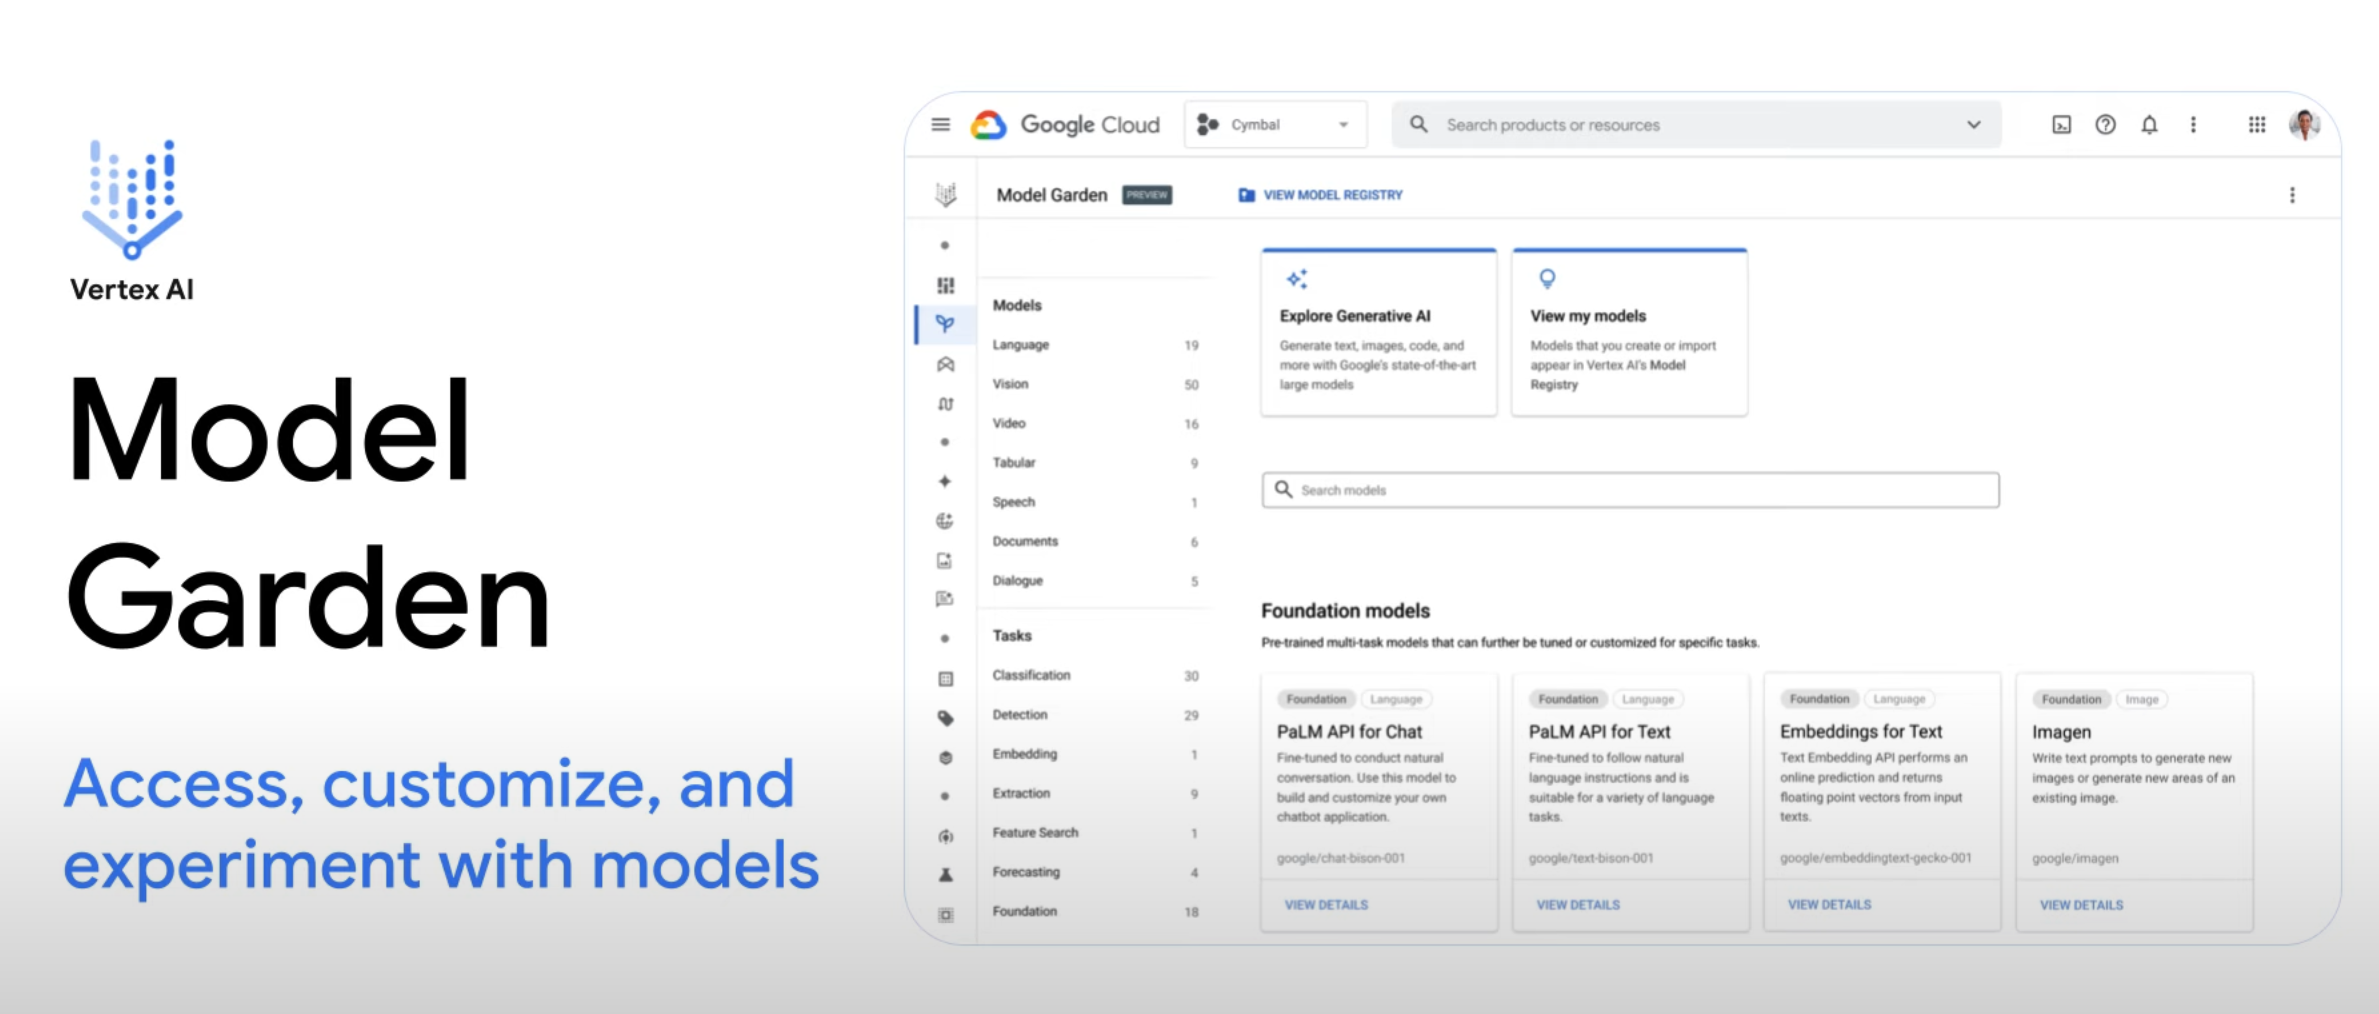 Vertex AI
Model
Garden
Access, customize, and
experiment with models
Google Cloud
Cymbal
Search products or resources
Model Garden
PREVIEW
VIEW MODEL REGISTRY
Models
Language 19
Vision 50
Video 16
Tabular 9
Speech 1
Documents 6
Dialogue 5
Tasks
Classification 30
Detection 29
Embedding 1
Extraction 9
Feature Search 1
Forecasting 4
Foundation 18
Explore Generative AI
Generate text, images, code, and
more with Google's state-of-the-art
large models
View my models
Models that you create or import
appear in Vertex AI's Model
Registry
Search models
Foundation models
Pre-trained multi-task models that can further be tuned or customized for specific tasks.
Foundation Language
PaLM API for Chat
Fine-tuned to conduct natural
conversation. Use this model to
build and customize your own
chatbot application.
google/chat-bison-001
VIEW DETAILS
Foundation Language
PaLM API for Text
Fine-tuned to follow natural
language instructions and is
suitable for a variety of language
tasks.
google/text-bison-001
VIEW DETAILS
Foundation Language
Embeddings for Text
Text Embedding API performs an
online prediction and returns
floating point vectors from input
texts.
google/embeddingtext-gecko-001
VIEW DETAILS
Foundation Image
Imagen
Write text prompts to generate new
images or generate new areas of an
existing image.
google/imagen
VIEW DETAILS